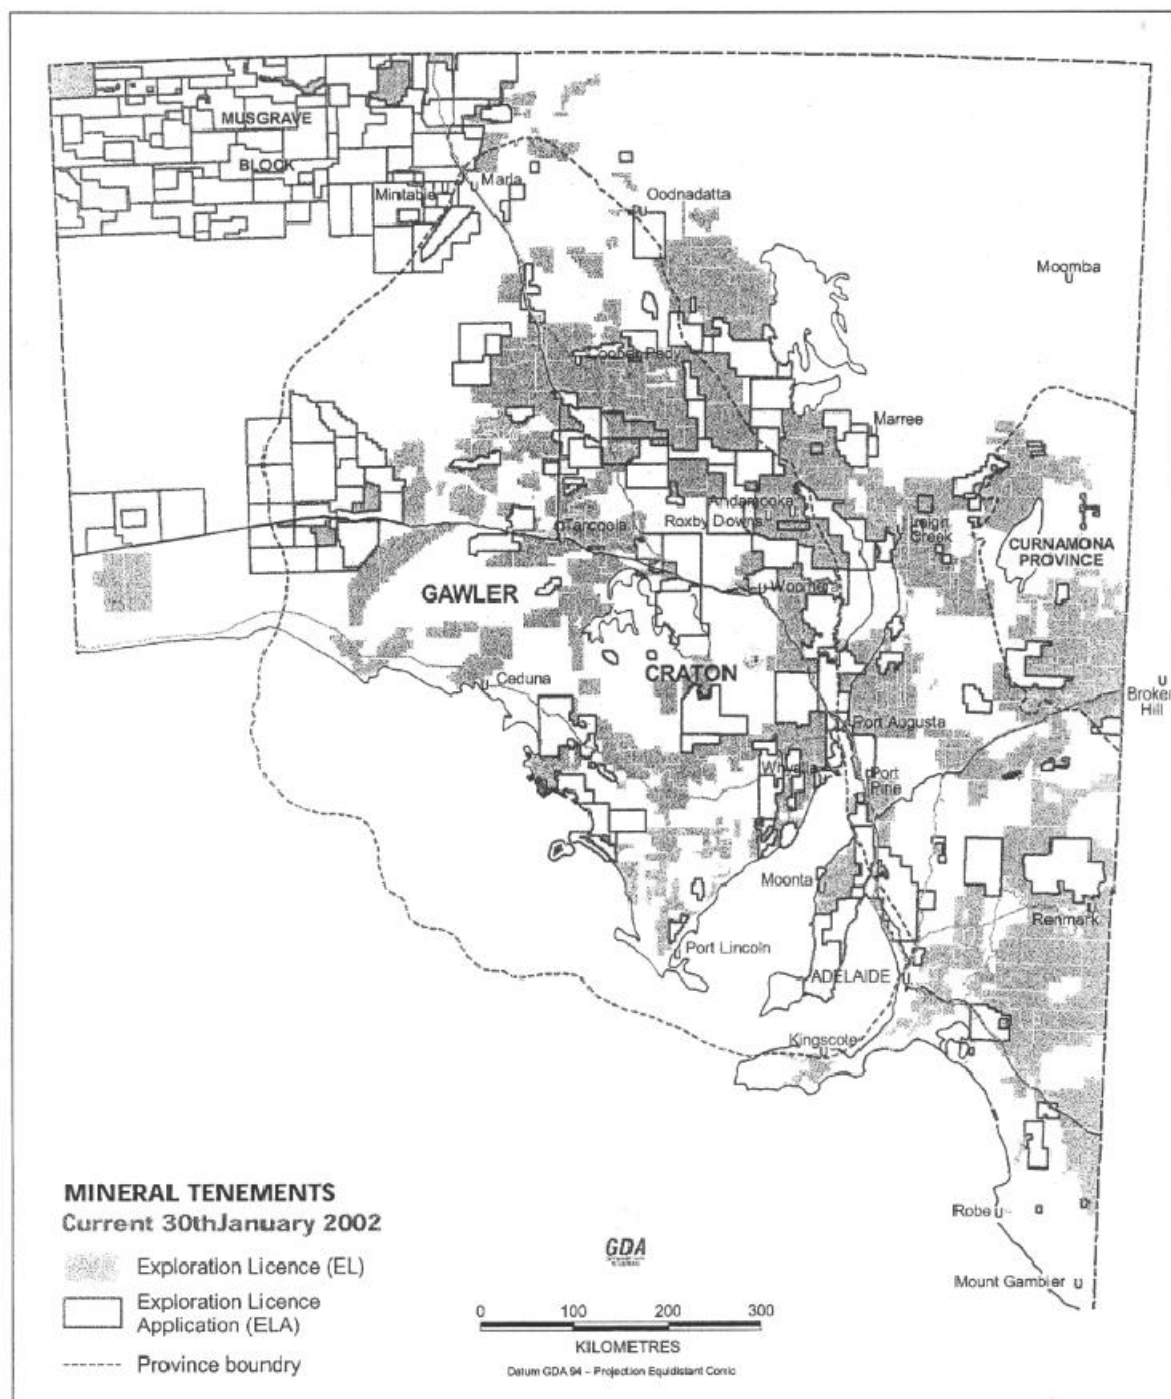 MUSGRAVE
BLOCK
Mintable
Marla
Oodnadatta
Moomba
Coober Pedy
Marree
Andamooka
Tarcoola
Roxby Downs
Leigh
Creek
CURNAMONA
PROVINCE
GAWLER
Woomera
CRATON
Ceduna
Broken
Hill
Port Augusta
Whyalla
Port
Pirie
Moonta
Renmark
Port Lincoln
ADELAIDE
Kingscote
Robe
Mount Gambier
MINERAL TENEMENTS
Current 30thJanuary 2002
Exploration Licence (EL)
Exploration Licence
Application (ELA)
Province boundry
GDA
0 100 200 300
KILOMETRES
Datum GDA 94 – Projection Equidistant Conic